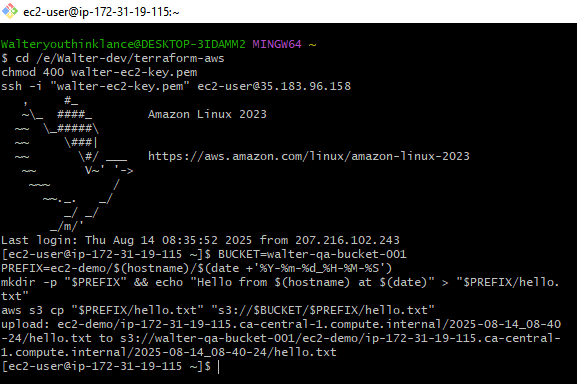 ec2-user@ip-172-31-19-115:~
Walteryouthinklance@DESKTOP-3IDAMM2 MINGW64 ~
$ cd /e/Walter-dev/terraform-aws
chmod 400 walter-ec2-key.pem
ssh -i "walter-ec2-key.pem" ec2-user@35.183.96.158
   ,     #_
   ~\_  ####_        Amazon Linux 2023
  ~~  \_#####\
  ~~     \###|
  ~~       \#/ ___   https://aws.amazon.com/linux/amazon-linux-2023
   ~~       V~' '->
    ~~~         /
      ~~._.   _/
         _/ _/
       _/m/'
Last login: Thu Aug 14 08:35:52 2025 from 207.216.102.243
[ec2-user@ip-172-31-19-115 ~]$ BUCKET=walter-qa-bucket-001
PREFIX=ec2-demo/$(hostname)/$(date +'%Y-%m-%d_%H-%M-%S')
mkdir -p "$PREFIX" && echo "Hello from $(hostname) at $(date)" > "$PREFIX/hello.
txt"
aws s3 cp "$PREFIX/hello.txt" "s3://$BUCKET/$PREFIX/hello.txt"
upload: ec2-demo/ip-172-31-19-115.ca-central-1.compute.internal/2025-08-14_08-40
-24/hello.txt to s3://walter-qa-bucket-001/ec2-demo/ip-172-31-19-115.ca-central-
1.compute.internal/2025-08-14_08-40-24/hello.txt
[ec2-user@ip-172-31-19-115 ~]$